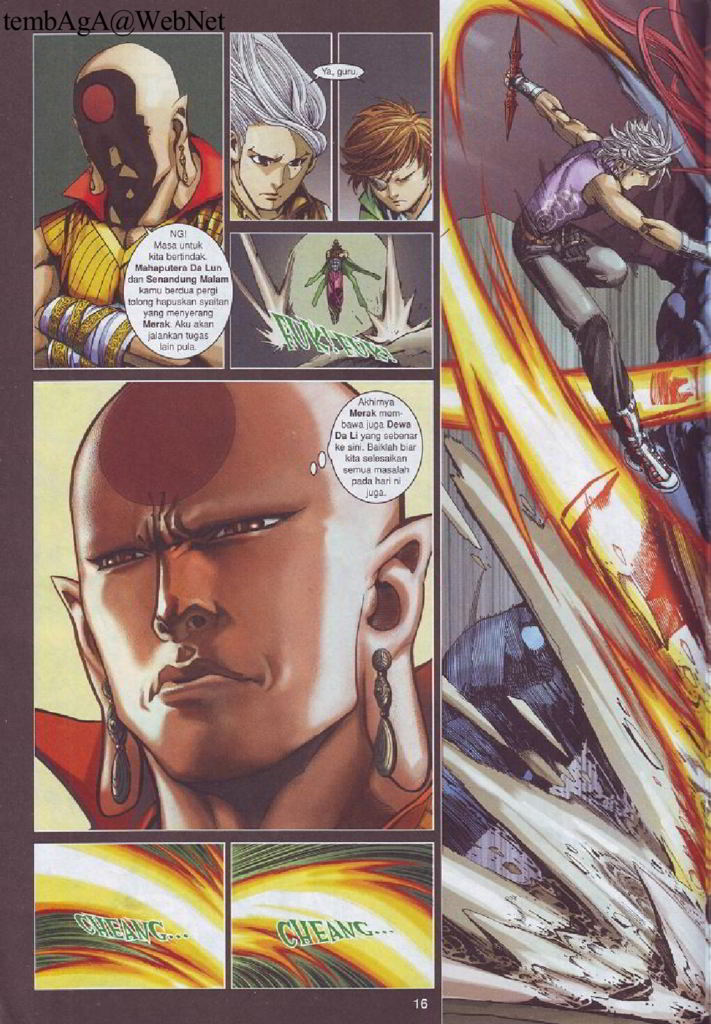 tembAgA@WebNet
Ya, guru.
NG!
Masa untuk
kita bertindak.
Mahaputera Da Lun
dan Senandung Malam
kamu berdua pergi
tolong hapuskan syaitan
yang menyerang
Merak. Aku akan
jalankan tugas
lain pula.
FUK! FUK!
Akhirnya
Merak mem-
bawa juga Dewa
Da Li yang sebenar
ke sini. Baiklah biar
kita selesaikan
semua masalah
pada hari ni
juga.
CHEANG...
CHEANG...
16